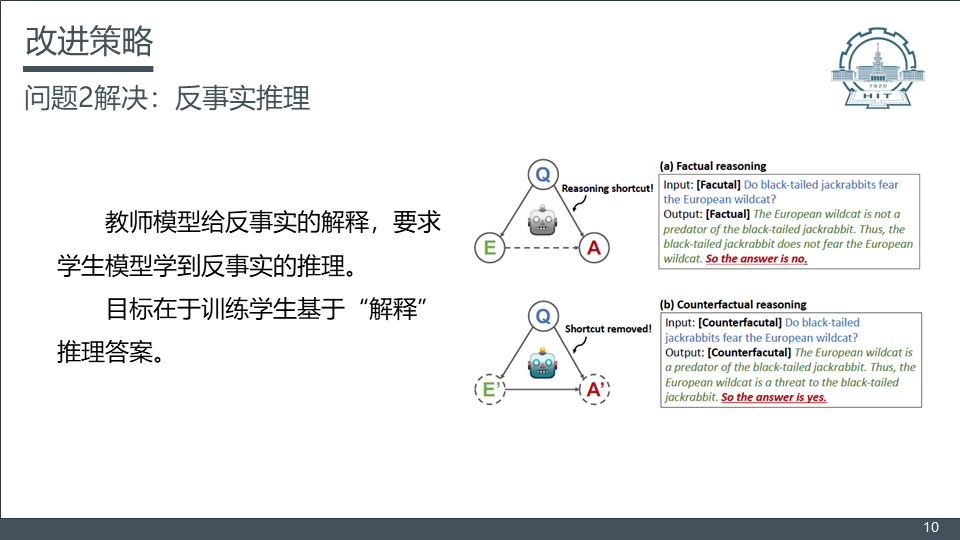 改进策略
问题2解决：反事实推理
1920
HIT
教师模型给反事实的解释，要求
学生模型学到反事实的推理。
目标在于训练学生基于“解释”
推理答案。
Q
Reasoning shortcut!
E
A
(a) Factual reasoning
Input: [Facutal] Do black-tailed jackrabbits fear
the European wildcat?
Output: [Factual] The European wildcat is not a
predator of the black-tailed jackrabbit. Thus, the
black-tailed jackrabbit does not fear the European
wildcat. So the answer is no.
Q
Shortcut removed!
E’
A’
(b) Counterfactual reasoning
Input: [Counterfacutal] Do black-tailed
jackrabbits fear the European wildcat?
Output: [Counterfacutal] The European wildcat is
a predator of the black-tailed jackrabbit. Thus, the
European wildcat is a threat to the black-tailed
jackrabbit. So the answer is yes.
10